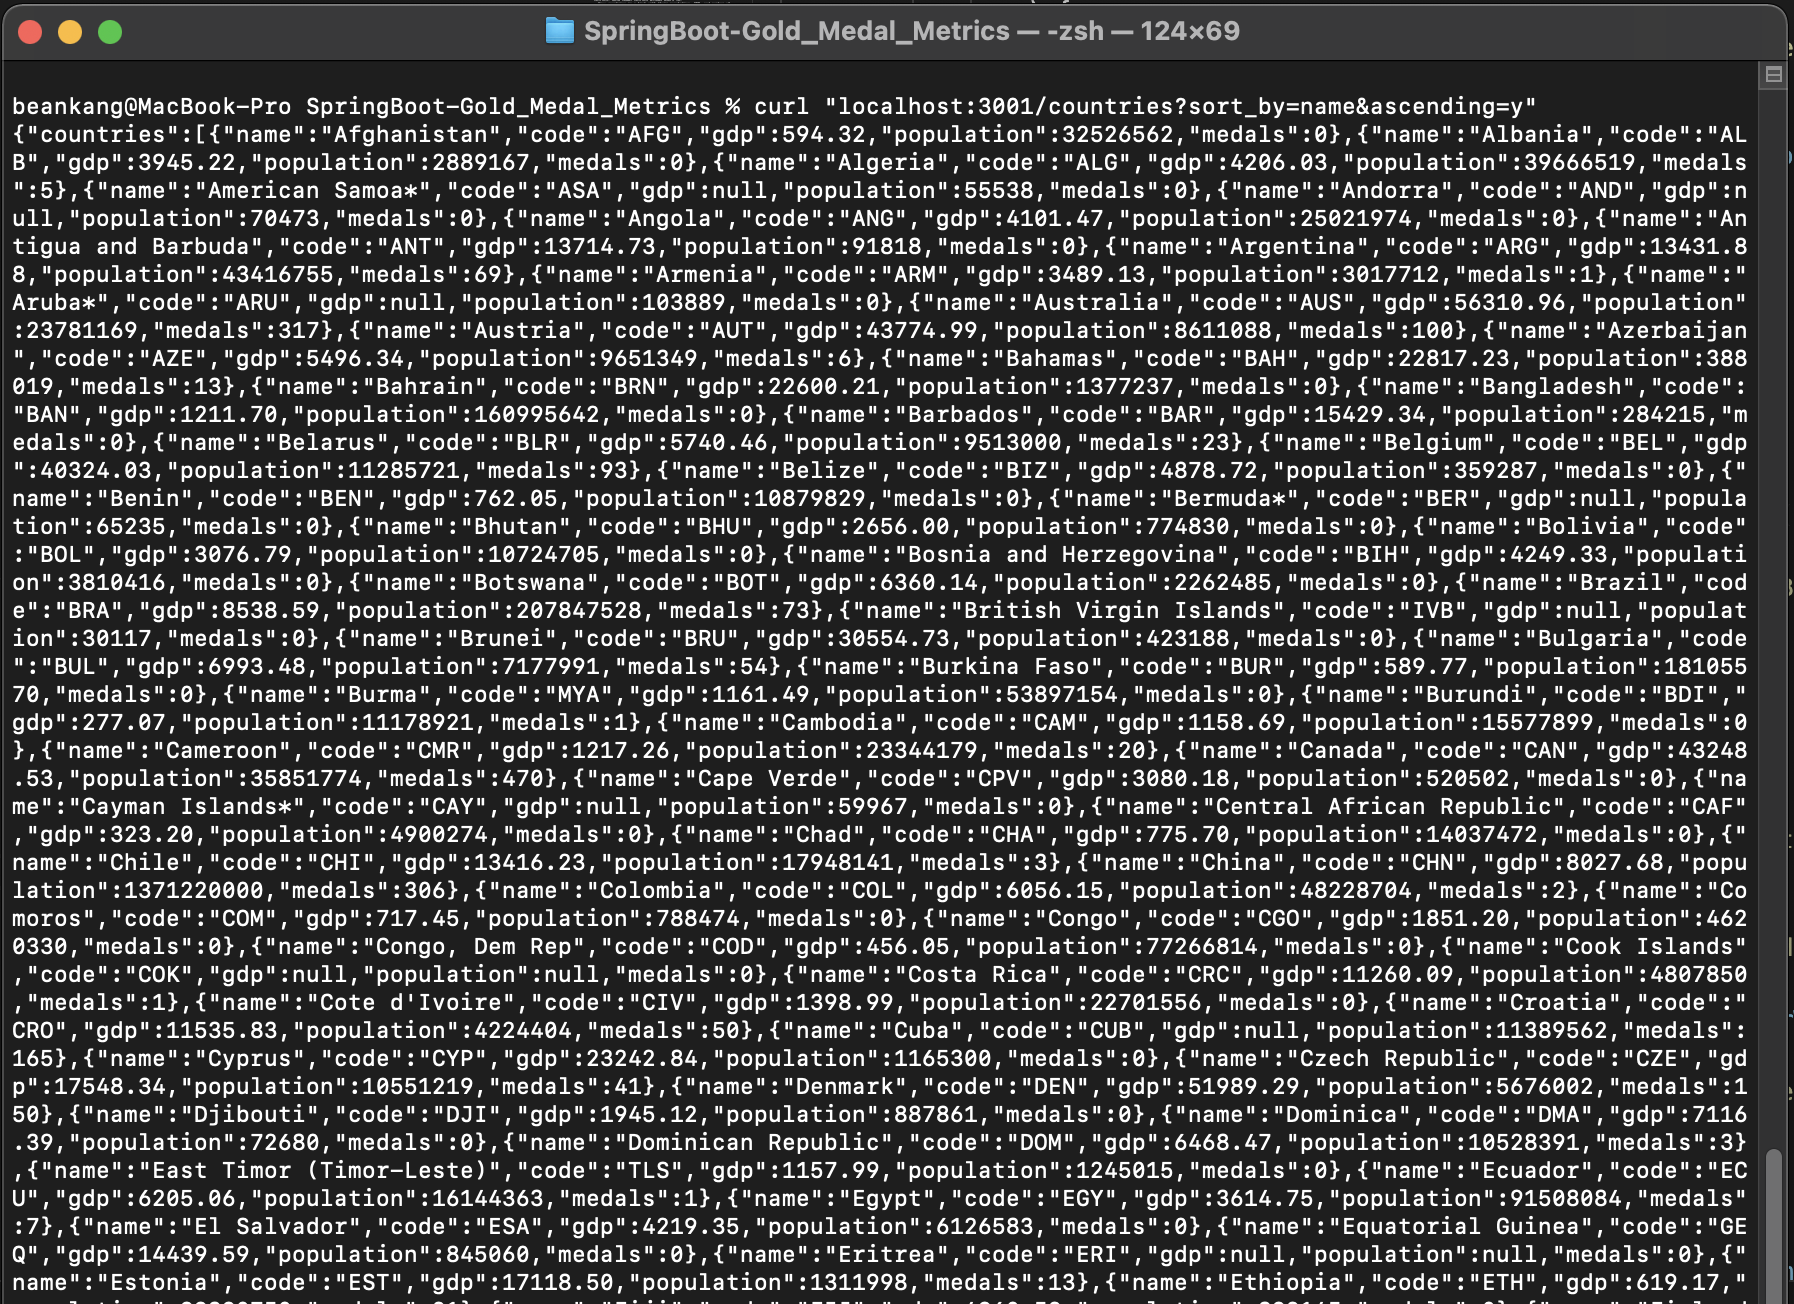 SpringBoot-Gold_Medal_Metrics — -zsh — 124×69
beankang@MacBook-Pro SpringBoot-Gold_Medal_Metrics % curl "localhost:3001/countries?sort_by=name&ascending=y"
{"countries":[{"name":"Afghanistan","code":"AFG","gdp":594.32,"population":32526562,"medals":0},{"name":"Albania","code":"AL
B","gdp":3945.22,"population":2889167,"medals":0},{"name":"Algeria","code":"ALG","gdp":4206.03,"population":39666519,"medals
":5},{"name":"American Samoa*","code":"ASA","gdp":null,"population":55538,"medals":0},{"name":"Andorra","code":"AND","gdp":n
ull,"population":70473,"medals":0},{"name":"Angola","code":"ANG","gdp":4101.47,"population":25021974,"medals":0},{"name":"An
tigua and Barbuda","code":"ANT","gdp":13714.73,"population":91818,"medals":0},{"name":"Argentina","code":"ARG","gdp":13431.8
8,"population":43416755,"medals":69},{"name":"Armenia","code":"ARM","gdp":3489.13,"population":3017712,"medals":1},{"name":"
Aruba*","code":"ARU","gdp":null,"population":103889,"medals":0},{"name":"Australia","code":"AUS","gdp":56310.96,"population"
:23781169,"medals":317},{"name":"Austria","code":"AUT","gdp":43774.99,"population":8611088,"medals":100},{"name":"Azerbaijan
","code":"AZE","gdp":5496.34,"population":9651349,"medals":6},{"name":"Bahamas","code":"BAH","gdp":22817.23,"population":388
019,"medals":13},{"name":"Bahrain","code":"BRN","gdp":22600.21,"population":1377237,"medals":0},{"name":"Bangladesh","code":
"BAN","gdp":1211.70,"population":160995642,"medals":0},{"name":"Barbados","code":"BAR","gdp":15429.34,"population":284215,"m
edals":0},{"name":"Belarus","code":"BLR","gdp":5740.46,"population":9513000,"medals":23},{"name":"Belgium","code":"BEL","gdp
":40324.03,"population":11285721,"medals":93},{"name":"Belize","code":"BIZ","gdp":4878.72,"population":359287,"medals":0},{"
name":"Benin","code":"BEN","gdp":762.05,"population":10879829,"medals":0},{"name":"Bermuda*","code":"BER","gdp":null,"popula
tion":65235,"medals":0},{"name":"Bhutan","code":"BHU","gdp":2656.00,"population":774830,"medals":0},{"name":"Bolivia","code"
:"BOL","gdp":3076.79,"population":10724705,"medals":0},{"name":"Bosnia and Herzegovina","code":"BIH","gdp":4249.33,"populati
on":3810416,"medals":0},{"name":"Botswana","code":"BOT","gdp":6360.14,"population":2262485,"medals":0},{"name":"Brazil","cod
e":"BRA","gdp":8538.59,"population":207847528,"medals":73},{"name":"British Virgin Islands","code":"IVB","gdp":null,"populat
ion":30117,"medals":0},{"name":"Brunei","code":"BRU","gdp":30554.73,"population":423188,"medals":0},{"name":"Bulgaria","code
":"BUL","gdp":6993.48,"population":7177991,"medals":54},{"name":"Burkina Faso","code":"BUR","gdp":589.77,"population":181055
70,"medals":0},{"name":"Burma","code":"MYA","gdp":1161.49,"population":53897154,"medals":0},{"name":"Burundi","code":"BDI","
gdp":277.07,"population":11178921,"medals":1},{"name":"Cambodia","code":"CAM","gdp":1158.69,"population":15577899,"medals":0
},{"name":"Cameroon","code":"CMR","gdp":1217.26,"population":23344179,"medals":20},{"name":"Canada","code":"CAN","gdp":43248
.53,"population":35851774,"medals":470},{"name":"Cape Verde","code":"CPV","gdp":3080.18,"population":520502,"medals":0},{"na
me":"Cayman Islands*","code":"CAY","gdp":null,"population":59967,"medals":0},{"name":"Central African Republic","code":"CAF"
,"gdp":323.20,"population":4900274,"medals":0},{"name":"Chad","code":"CHA","gdp":775.70,"population":14037472,"medals":0},{"
name":"Chile","code":"CHI","gdp":13416.23,"population":17948141,"medals":3},{"name":"China","code":"CHN","gdp":8027.68,"popu
lation":1371220000,"medals":306},{"name":"Colombia","code":"COL","gdp":6056.15,"population":48228704,"medals":2},{"name":"Co
moros","code":"COM","gdp":717.45,"population":788474,"medals":0},{"name":"Congo","code":"CGO","gdp":1851.20,"population":462
0330,"medals":0},{"name":"Congo, Dem Rep","code":"COD","gdp":456.05,"population":77266814,"medals":0},{"name":"Cook Islands"
,"code":"COK","gdp":null,"population":null,"medals":0},{"name":"Costa Rica","code":"CRC","gdp":11260.09,"population":4807850
,"medals":1},{"name":"Cote d'Ivoire","code":"CIV","gdp":1398.99,"population":22701556,"medals":0},{"name":"Croatia","code":"
CRO","gdp":11535.83,"population":4224404,"medals":50},{"name":"Cuba","code":"CUB","gdp":null,"population":11389562,"medals":
165},{"name":"Cyprus","code":"CYP","gdp":23242.84,"population":1165300,"medals":0},{"name":"Czech Republic","code":"CZE","gd
p":17548.34,"population":10551219,"medals":41},{"name":"Denmark","code":"DEN","gdp":51989.29,"population":5676002,"medals":1
50},{"name":"Djibouti","code":"DJI","gdp":1945.12,"population":887861,"medals":0},{"name":"Dominica","code":"DMA","gdp":7116
.39,"population":72680,"medals":0},{"name":"Dominican Republic","code":"DOM","gdp":6468.47,"population":10528391,"medals":3}
,{"name":"East Timor (Timor-Leste)","code":"TLS","gdp":1157.99,"population":1245015,"medals":0},{"name":"Ecuador","code":"EC
U","gdp":6205.06,"population":16144363,"medals":1},{"name":"Egypt","code":"EGY","gdp":3614.75,"population":91508084,"medals"
:7},{"name":"El Salvador","code":"ESA","gdp":4219.35,"population":6126583,"medals":0},{"name":"Equatorial Guinea","code":"GE
Q","gdp":14439.59,"population":845060,"medals":0},{"name":"Eritrea","code":"ERI","gdp":null,"population":null,"medals":0},{"
name":"Estonia","code":"EST","gdp":17118.50,"population":1311998,"medals":13},{"name":"Ethiopia","code":"ETH","gdp":619.17,"